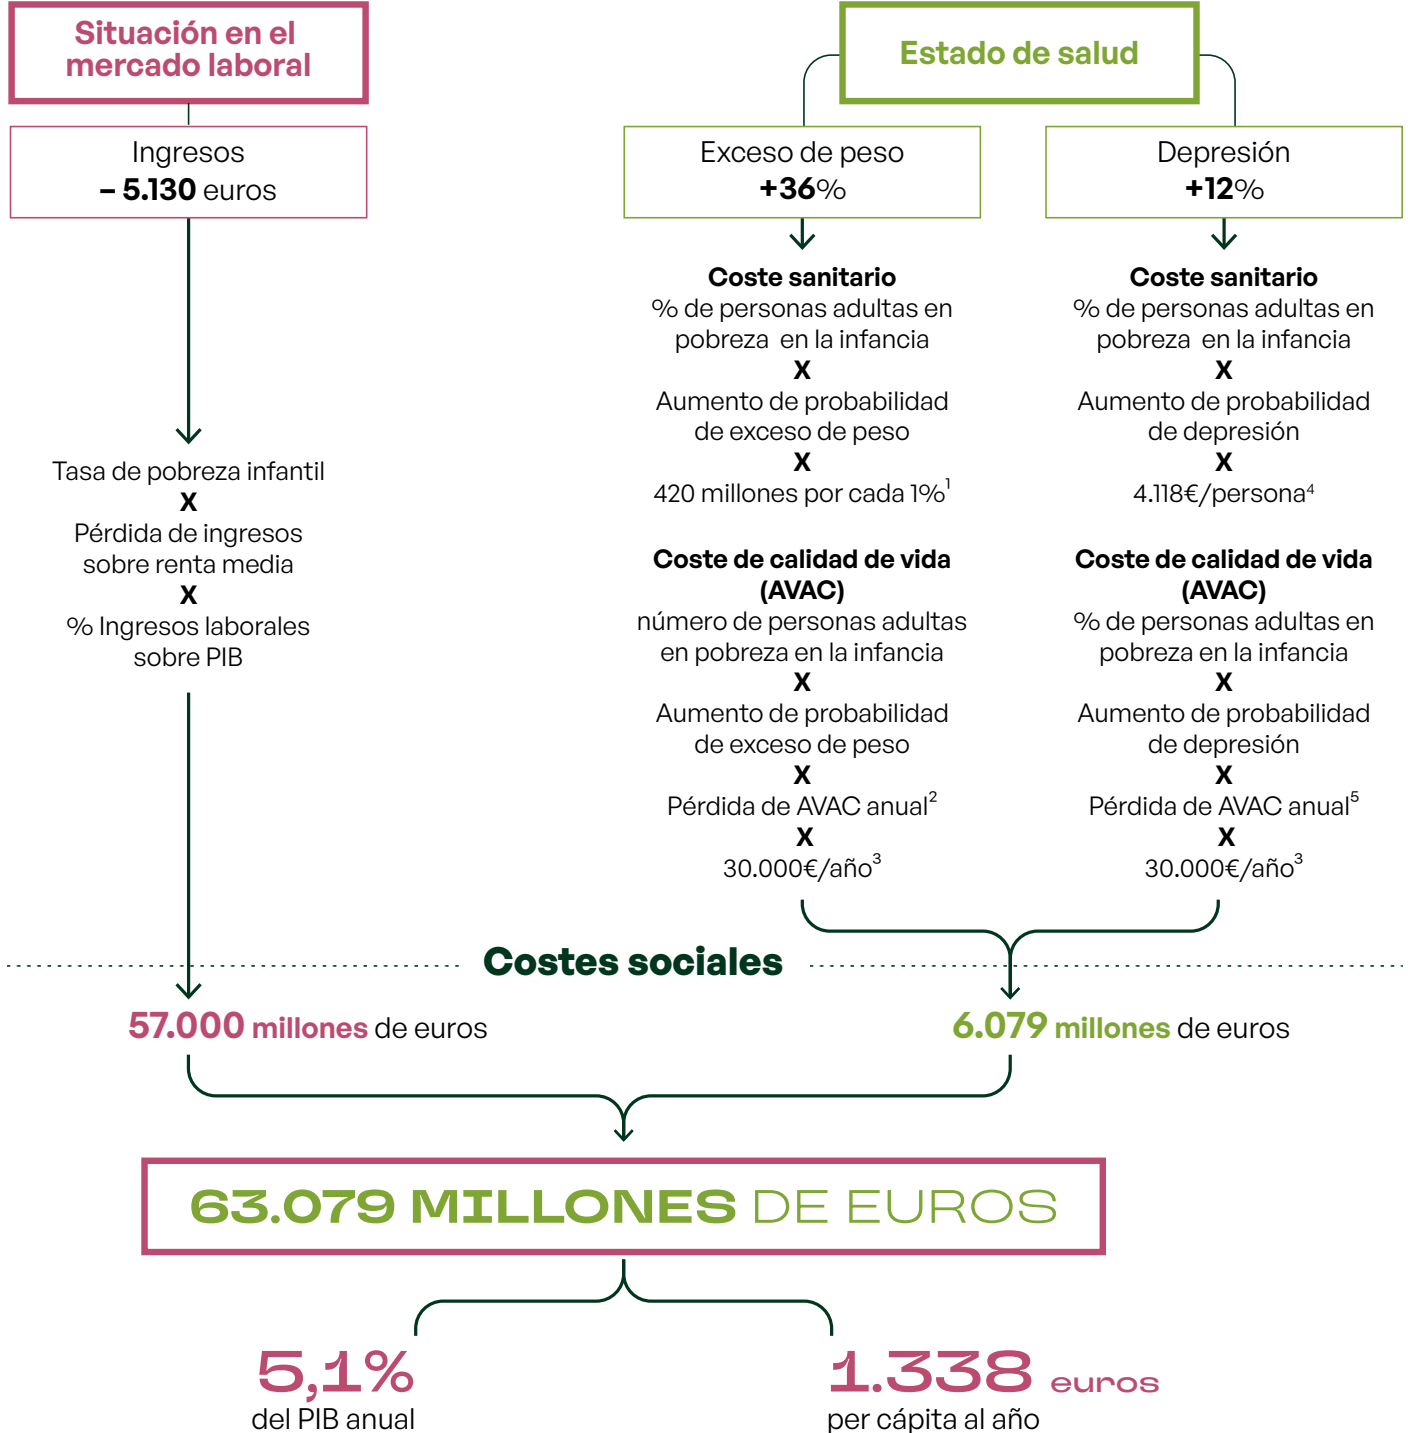 Situación en el
mercado laboral
Ingresos
– 5.130 euros
Tasa de pobreza infantil
X
Pérdida de ingresos
sobre renta media
X
% Ingresos laborales
sobre PIB
Estado de salud
Exceso de peso
+36%
Coste sanitario
% de personas adultas en
pobreza en la infancia
X
Aumento de probabilidad
de exceso de peso
X
420 millones por cada 1%¹
Coste de calidad de vida
(AVAC)
número de personas adultas
en pobreza en la infancia
X
Aumento de probabilidad
de exceso de peso
X
Pérdida de AVAC anual²
X
30.000€/año³
Depresión
+12%
Coste sanitario
% de personas adultas en
pobreza en la infancia
X
Aumento de probabilidad
de depresión
X
4.118€/persona⁴
Coste de calidad de vida
(AVAC)
% de personas adultas en
pobreza en la infancia
X
Aumento de probabilidad
de depresión
X
Pérdida de AVAC anual⁵
X
30.000€/año³
Costes sociales
57.000 millones de euros
6.079 millones de euros
63.079 MILLONES DE EUROS
5,1%
del PIB anual
1.338 euros
per cápita al año